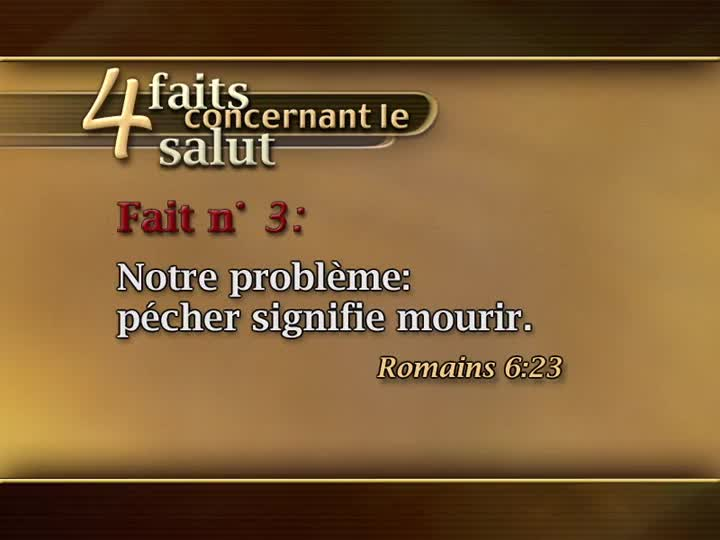 4 faits
concernant le
salut
Fait n° 3:
Notre problème:
pécher signifie mourir.
Romains 6:23